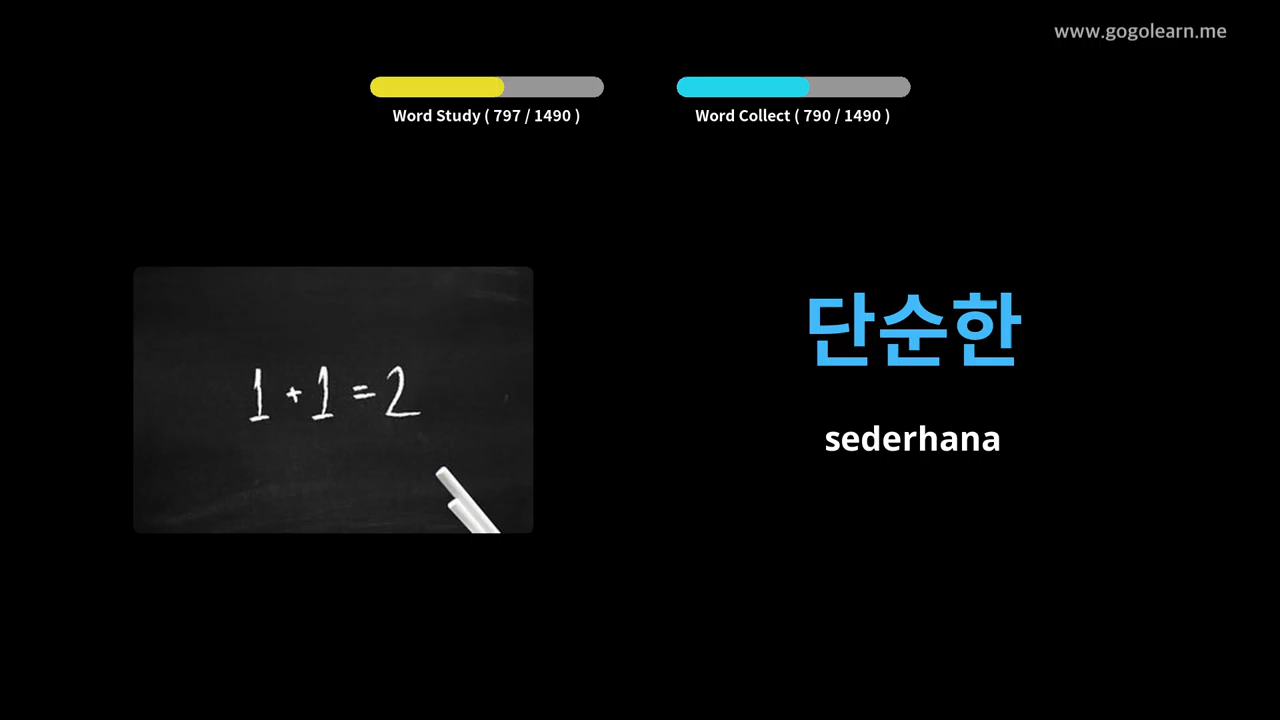 www.gogolearn.me
Word Study ( 797 / 1490 )
Word Collect ( 790 / 1490 )
1 + 1 = 2
단순한
sederhana